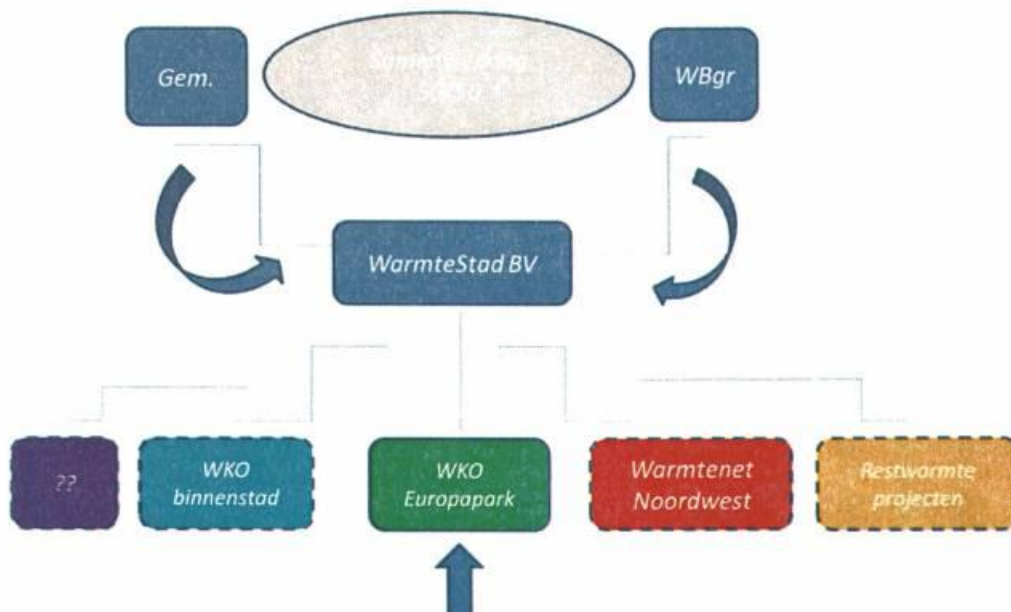 Gem.
WBgr
WarmteStad BV
??
WKO
binnenstad
WKO
Europapark
Warmtenet
Noordwest
Restwarmte
projecten